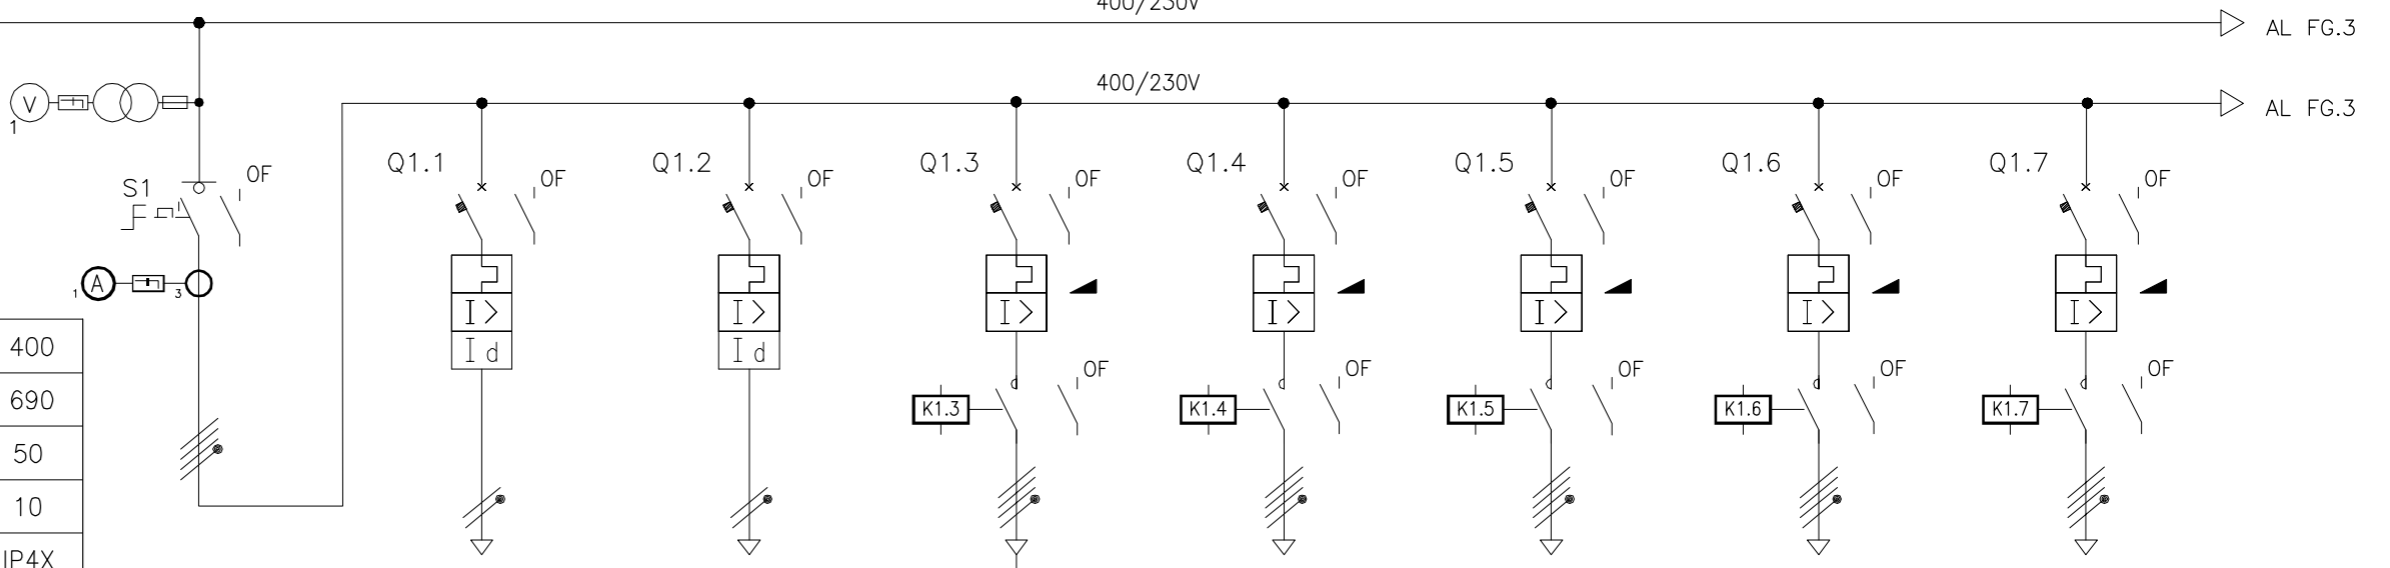 400/230V
AL FG.3
400/230V
AL FG.3
V
1
S1
OF
Q1.1
OF
Q1.2
OF
Q1.3
OF
Q1.4
OF
Q1.5
OF
Q1.6
OF
Q1.7
OF
1
A
3
I>
I>
I>
I>
I>
I>
I>
Id
Id
400
690
50
10
IP4X
K1.3
OF
K1.4
OF
K1.5
OF
K1.6
OF
K1.7
OF